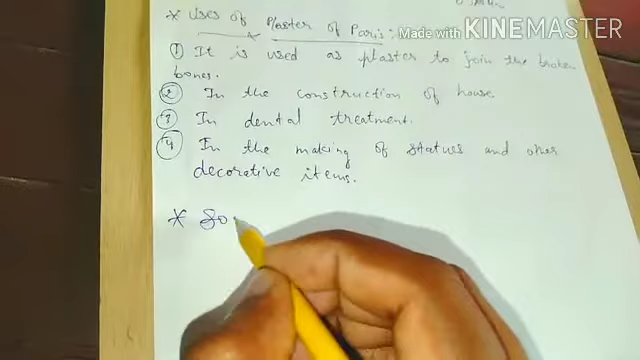 * Uses of Plaster of Paris:
Made with KINEMASTER
① It is used as plaster to join the broken
bones.
② In the construction of house
③ In dental treatment.
④ In the making of statues and other
decorative items.
* So